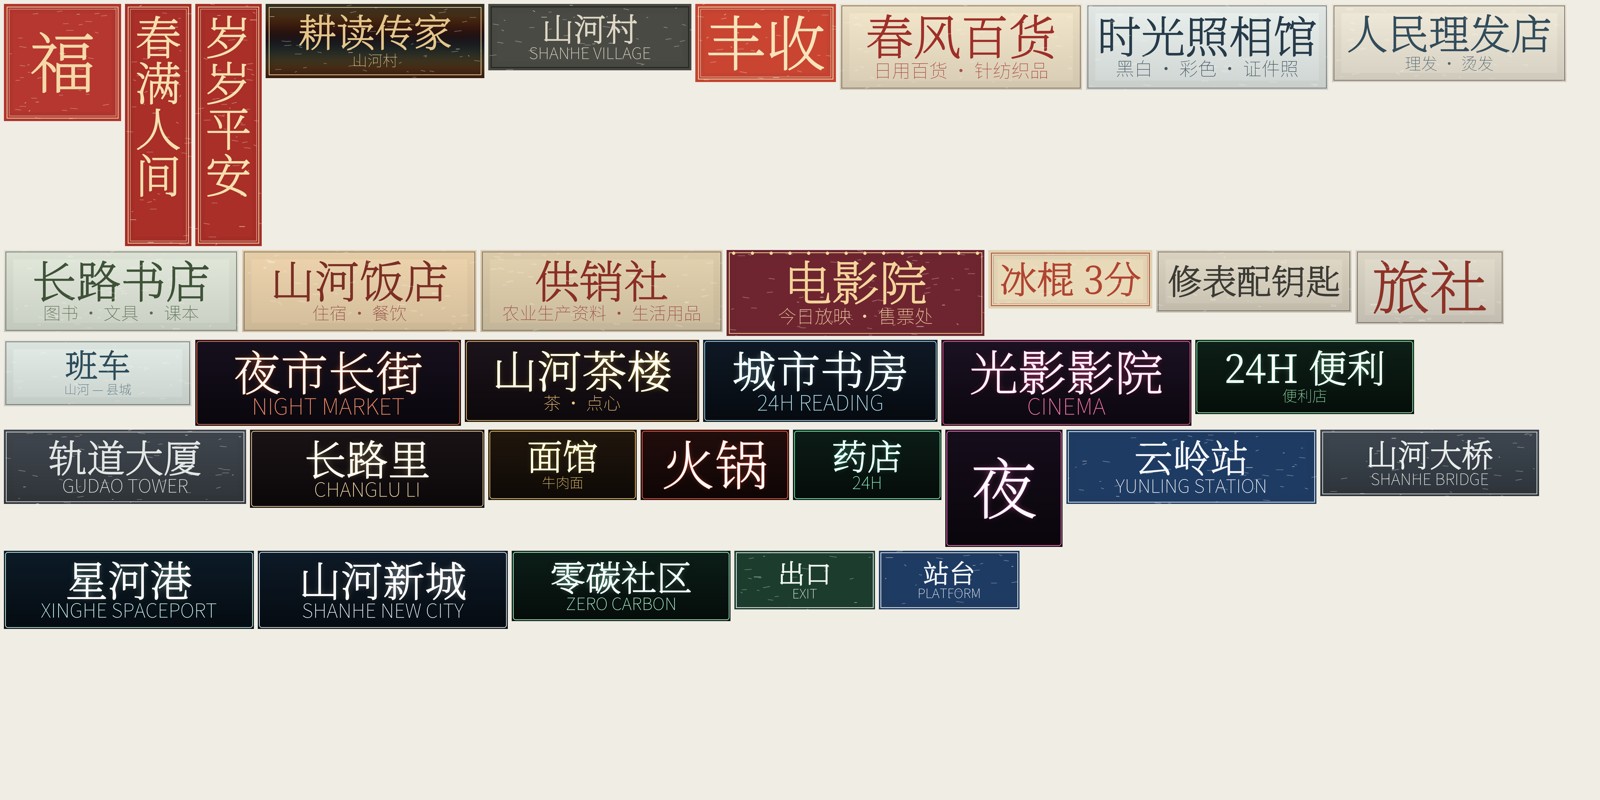 福
春满人间
岁岁平安
耕读传家
山河村
山河村
SHANHE VILLAGE
丰收
春风百货
日用百货 · 针纺织品
时光照相馆
黑白 · 彩色 · 证件照
人民理发店
理发 · 烫发
长路书店
图书 · 文具 · 课本
山河饭店
住宿 · 餐饮
供销社
农业生产资料 · 生活用品
电影院
今日放映 · 售票处
冰棍 3分
修表配钥匙
旅社
班车
山河 — 县城
夜市长街
NIGHT MARKET
山河茶楼
茶 · 点心
城市书房
24H READING
光影影院
CINEMA
24H 便利
便利店
轨道大厦
GUDAO TOWER
长路里
CHANGLU LI
面馆
牛肉面
火锅
药店
24H
夜
云岭站
YUNLING STATION
山河大桥
SHANHE BRIDGE
星河港
XINGHE SPACEPORT
山河新城
SHANHE NEW CITY
零碳社区
ZERO CARBON
出口
EXIT
站台
PLATFORM